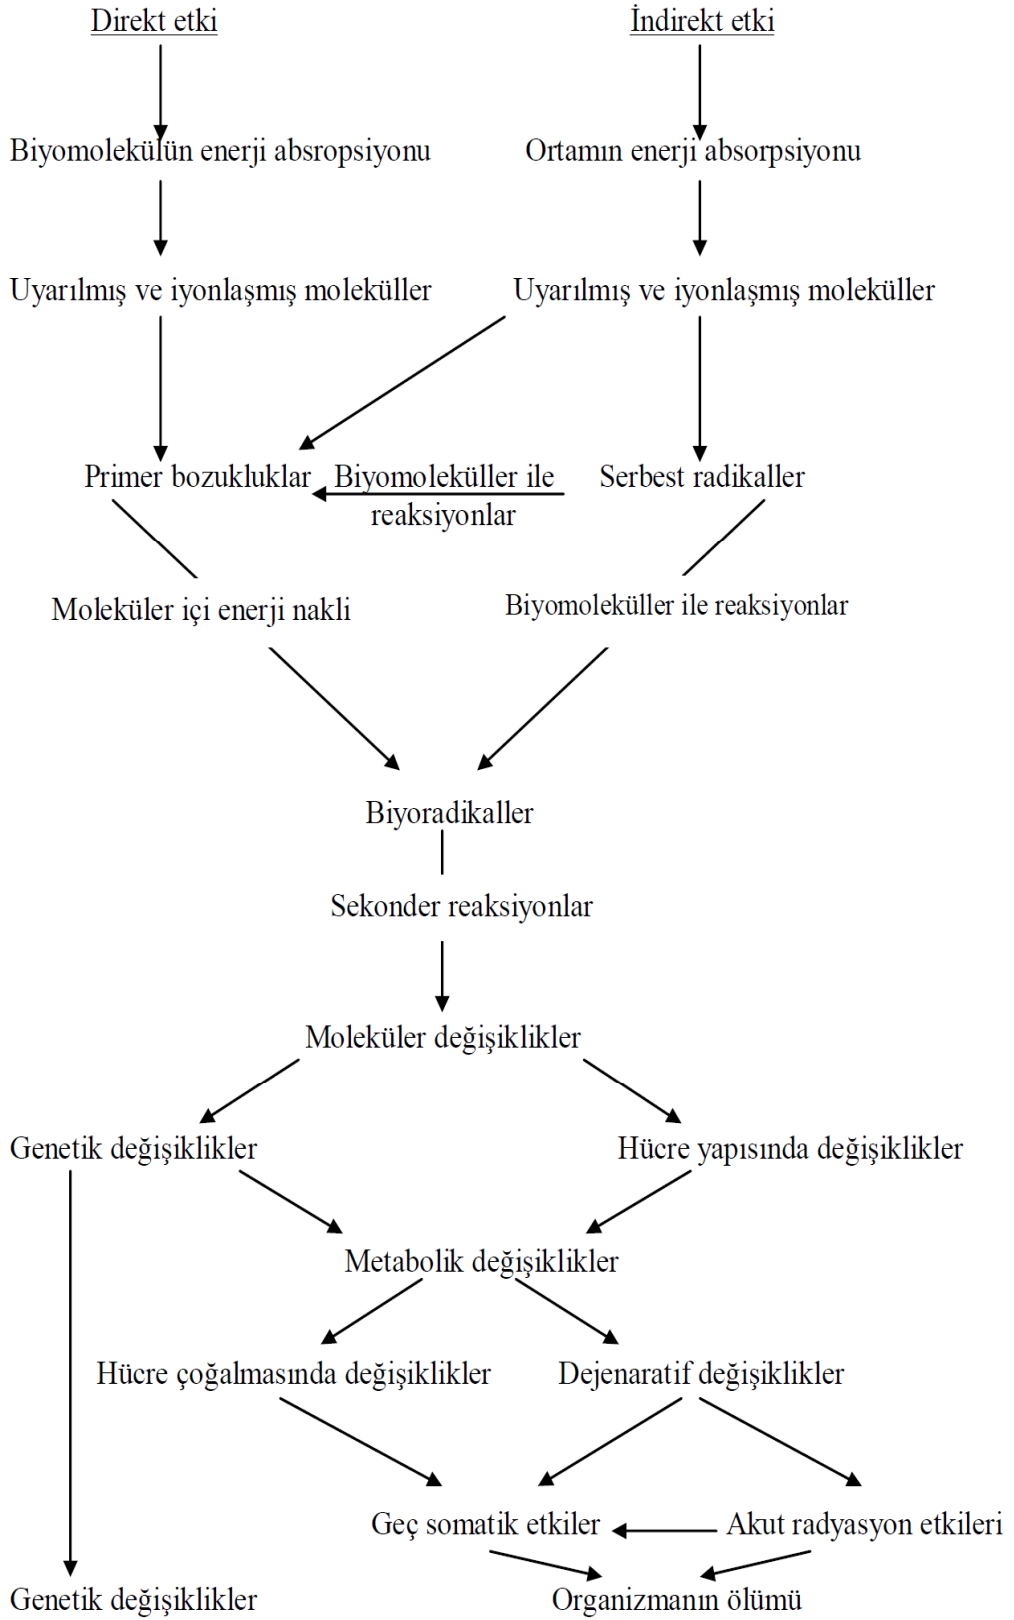 Direkt etki
İndirekt etki
Biyomolekülün enerji absropsiyonu
Ortamın enerji absorpsiyonu
Uyarılmış ve iyonlaşmış moleküller
Uyarılmış ve iyonlaşmış moleküller
Primer bozukluklar
Biyomoleküller ile
reaksiyonlar
Serbest radikaller
Moleküler içi enerji nakli
Biyomoleküller ile reaksiyonlar
Biyoradikaller
Sekonder reaksiyonlar
Moleküler değişiklikler
Genetik değişiklikler
Hücre yapısında değişiklikler
Metabolik değişiklikler
Hücre çoğalmasında değişiklikler
Dejenaratif değişiklikler
Geç somatik etkiler
Akut radyasyon etkileri
Genetik değişiklikler
Organizmanın ölümü